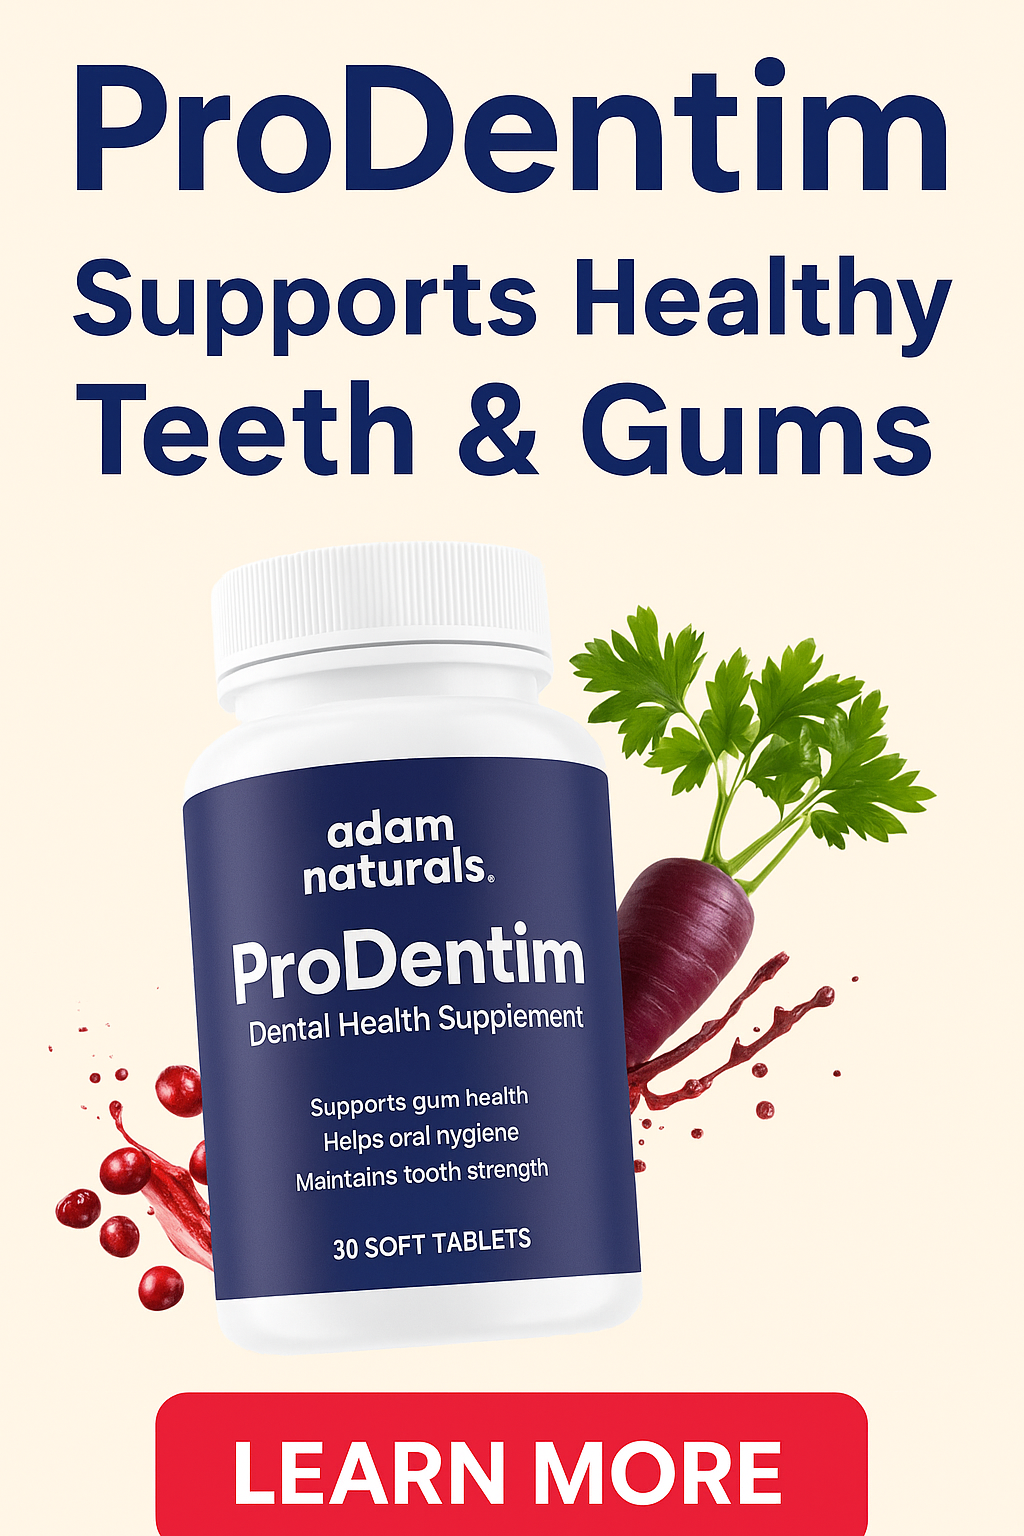 ProDentim
Supports Healthy
Teeth & Gums
adam
naturals®
ProDentim
Dental Health Suppiement
Supports gum health
Helps oral nygiene
Maintains tooth strength
30 SOFT TABLETS
LEARN MORE